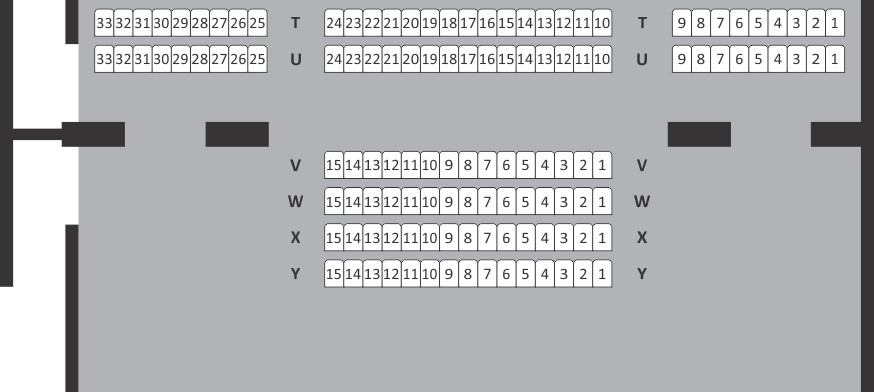 33 32 31 30 29 28 27 26 25 T 24 23 22 21 20 19 18 17 16 15 14 13 12 11 10 T 9 8 7 6 5 4 3 2 1
33 32 31 30 29 28 27 26 25 U 24 23 22 21 20 19 18 17 16 15 14 13 12 11 10 U 9 8 7 6 5 4 3 2 1
V 15 14 13 12 11 10 9 8 7 6 5 4 3 2 1 V
W 15 14 13 12 11 10 9 8 7 6 5 4 3 2 1 W
X 15 14 13 12 11 10 9 8 7 6 5 4 3 2 1 X
Y 15 14 13 12 11 10 9 8 7 6 5 4 3 2 1 Y